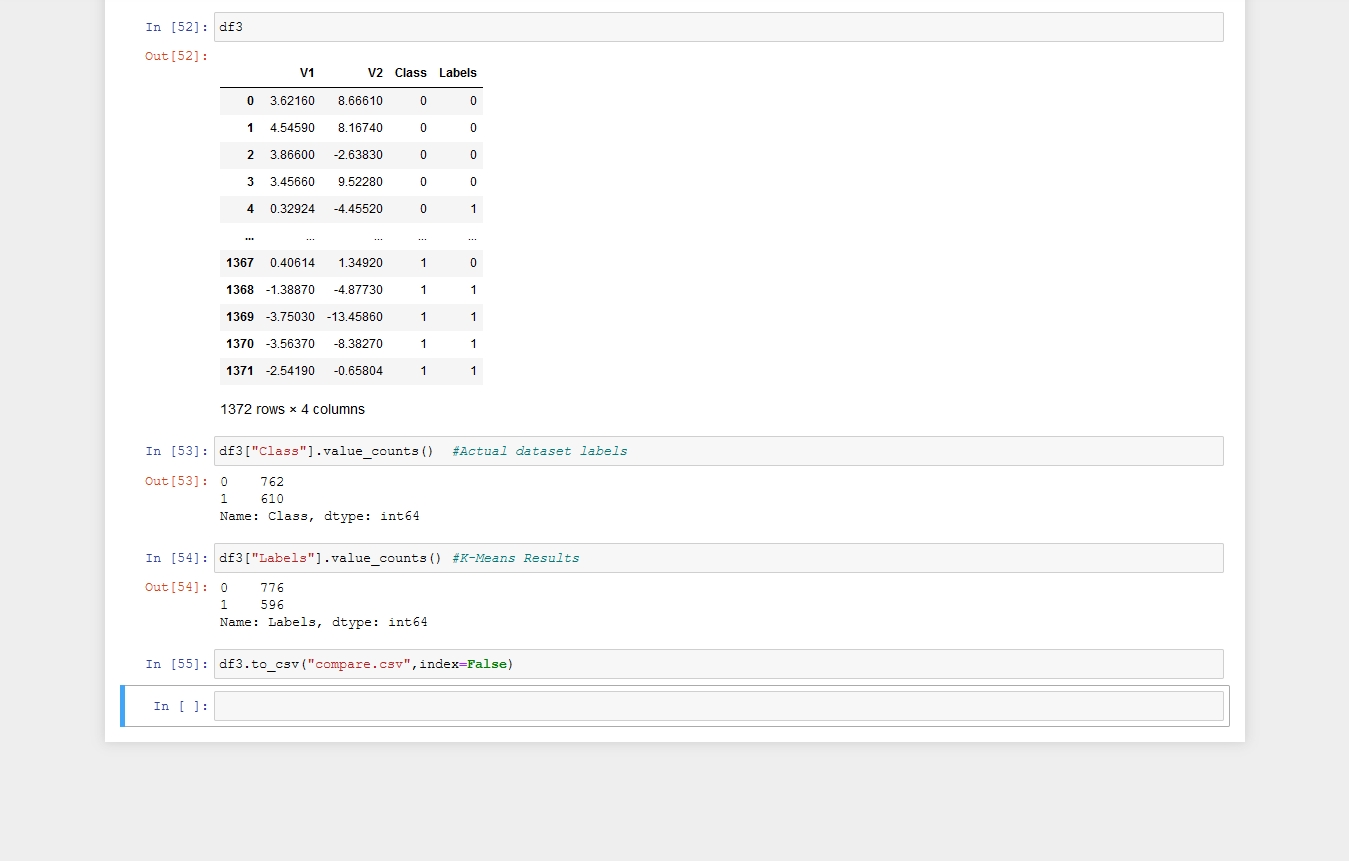 In [52]: df3
Out[52]:
V1 V2 Class Labels
0 3.62160 8.66610 0 0
1 4.54590 8.16740 0 0
2 3.86600 -2.63830 0 0
3 3.45660 9.52280 0 0
4 0.32924 -4.45520 0 1
... ... ... ... ...
1367 0.40614 1.34920 1 0
1368 -1.38870 -4.87730 1 1
1369 -3.75030 -13.45860 1 1
1370 -3.56370 -8.38270 1 1
1371 -2.54190 -0.65804 1 1
1372 rows × 4 columns
In [53]: df3["Class"].value_counts()  #Actual dataset labels
Out[53]: 0    762
1    610
Name: Class, dtype: int64
In [54]: df3["Labels"].value_counts() #K-Means Results
Out[54]: 0    776
1    596
Name: Labels, dtype: int64
In [55]: df3.to_csv("compare.csv",index=False)
In [ ]: